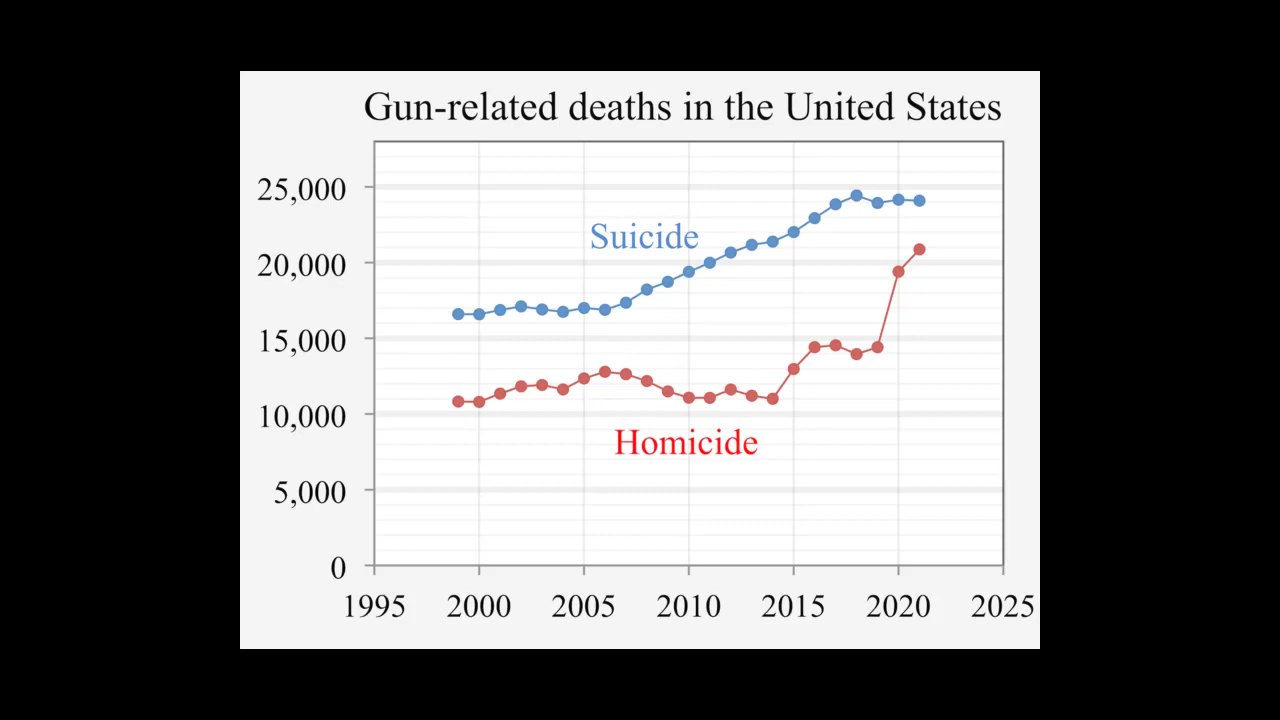 Gun-related deaths in the United States
25,000
Suicide
20,000
15,000
10,000
Homicide
5,000
0
1995 2000 2005 2010 2015 2020 2025